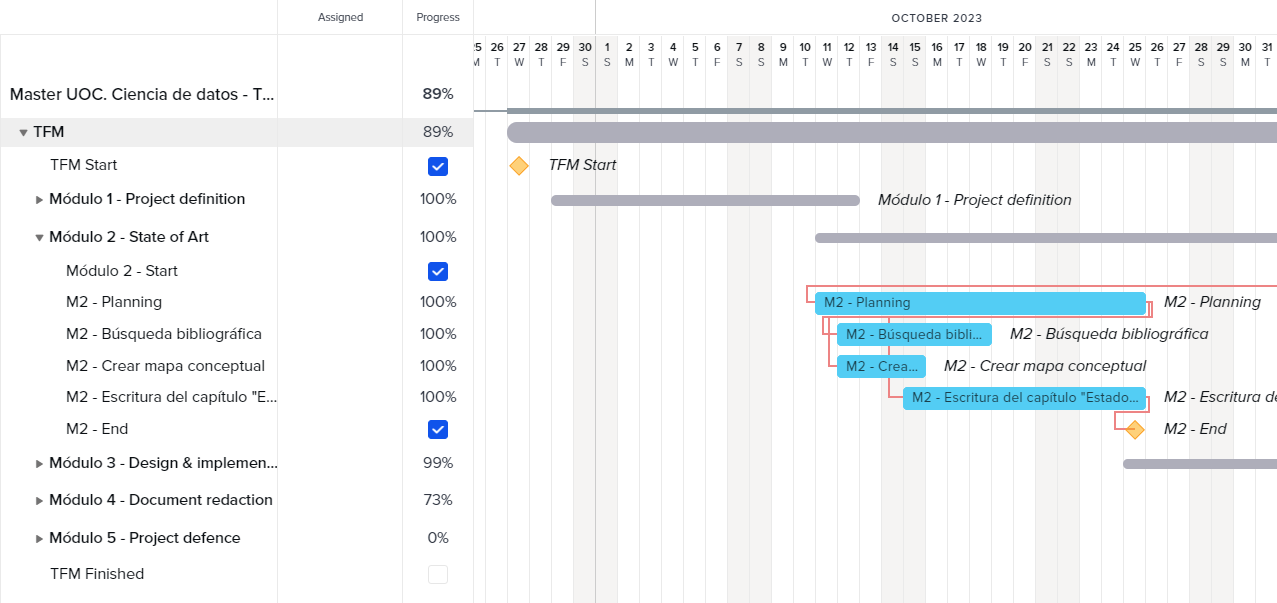 Assigned Progress OCTOBER 2023
25 26 27 28 29 30 1 2 3 4 5 6 7 8 9 10 11 12 13 14 15 16 17 18 19 20 21 22 23 24 25 26 27 28 29 30 31
M T W T F S S M T W T F S S M T W T F S S M T W T F S S M T W T F S S M T
Master UOC. Ciencia de datos - T... 89%
TFM 89%
TFM Start TFM Start
Módulo 1 - Project definition 100% Módulo 1 - Project definition
Módulo 2 - State of Art 100%
Módulo 2 - Start
M2 - Planning 100% M2 - Planning M2 - Planning
M2 - Búsqueda bibliográfica 100% M2 - Búsqueda bibli... M2 - Búsqueda bibliográfica
M2 - Crear mapa conceptual 100% M2 - Crea... M2 - Crear mapa conceptual
M2 - Escritura del capítulo "E... 100% M2 - Escritura del capítulo "Estado... M2 - Escritura de
M2 - End M2 - End
Módulo 3 - Design & implemen... 99%
Módulo 4 - Document redaction 73%
Módulo 5 - Project defence 0%
TFM Finished